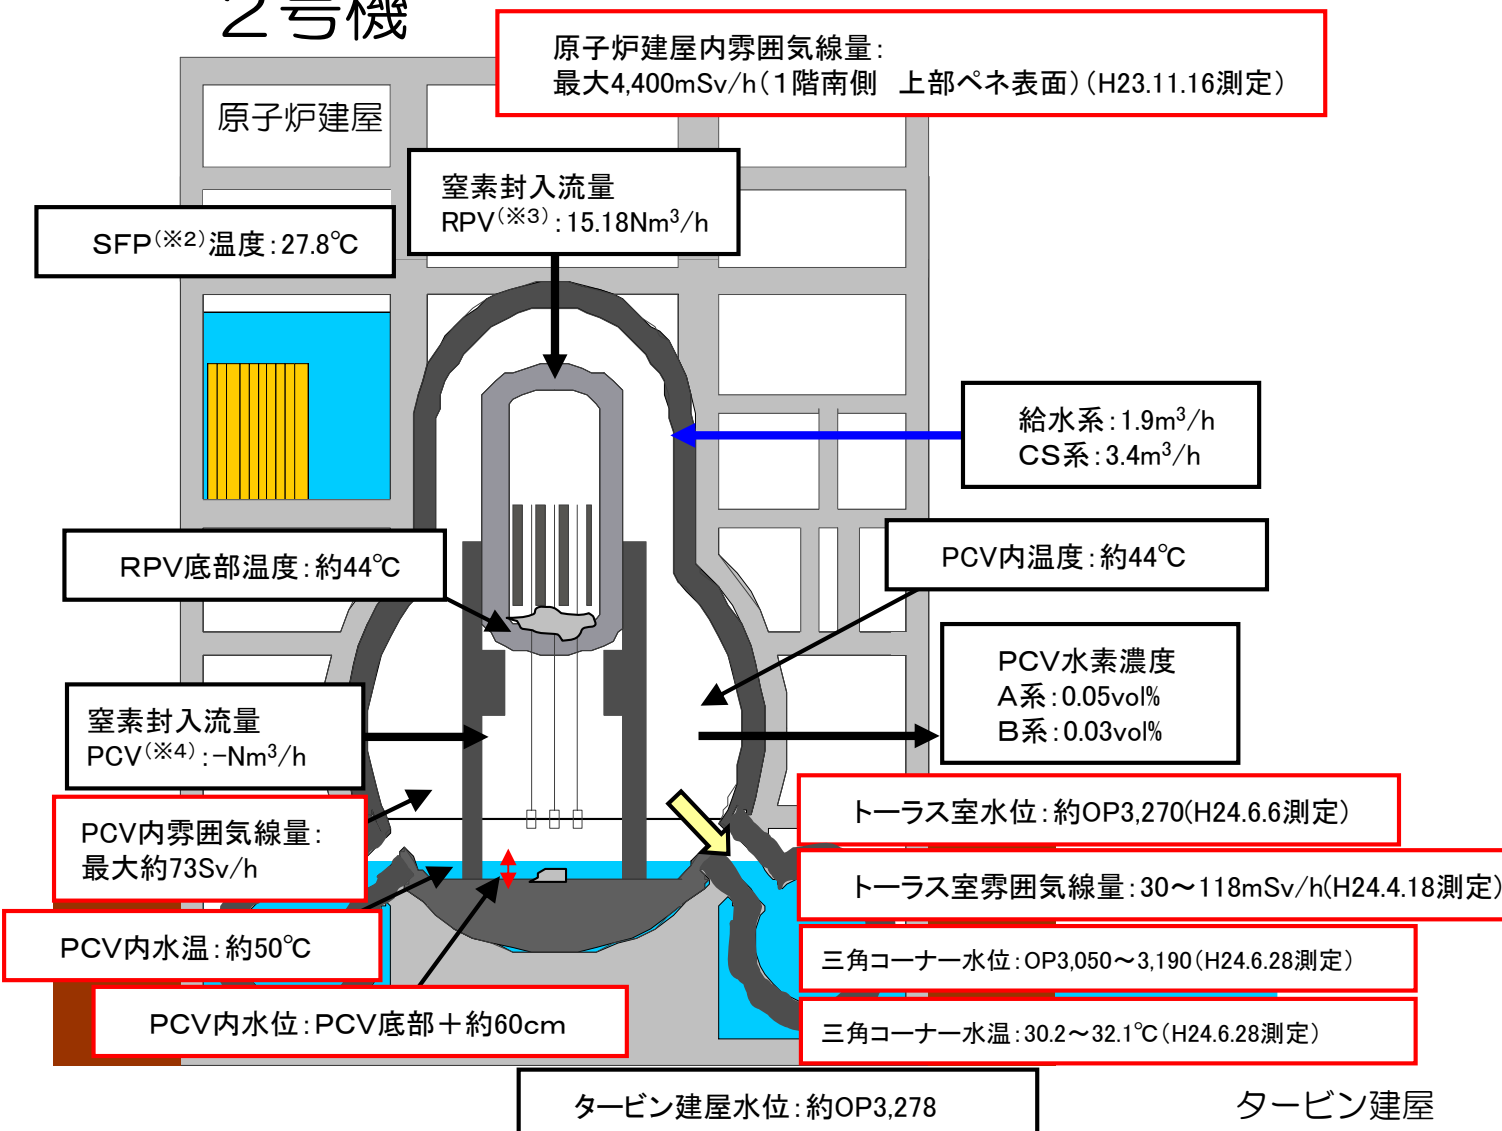 ２号機
原子炉建屋内雰囲気線量：
最大4,400mSv/h（１階南側　上部ペネ表面）（H23.11.16測定）
原子炉建屋
窒素封入流量
RPV(※3)：15.18Nm³/h
SFP(※2)温度：27.8℃
給水系：1.9m³/h
CS系：3.4m³/h
RPV底部温度：約44℃
PCV内温度：約44℃
PCV水素濃度
A系：0.05vol%
B系：0.03vol%
窒素封入流量
PCV(※4)：-Nm³/h
PCV内雰囲気線量：
最大約73Sv/h
トーラス室水位：約OP3,270(H24.6.6測定)
トーラス室雰囲気線量：30～118mSv/h(H24.4.18測定)
PCV内水温：約50℃
三角コーナー水位：OP3,050～3,190（H24.6.28測定）
PCV内水位：PCV底部＋約60cm
三角コーナー水温：30.2～32.1℃（H24.6.28測定）
タービン建屋水位：約OP3,278
タービン建屋